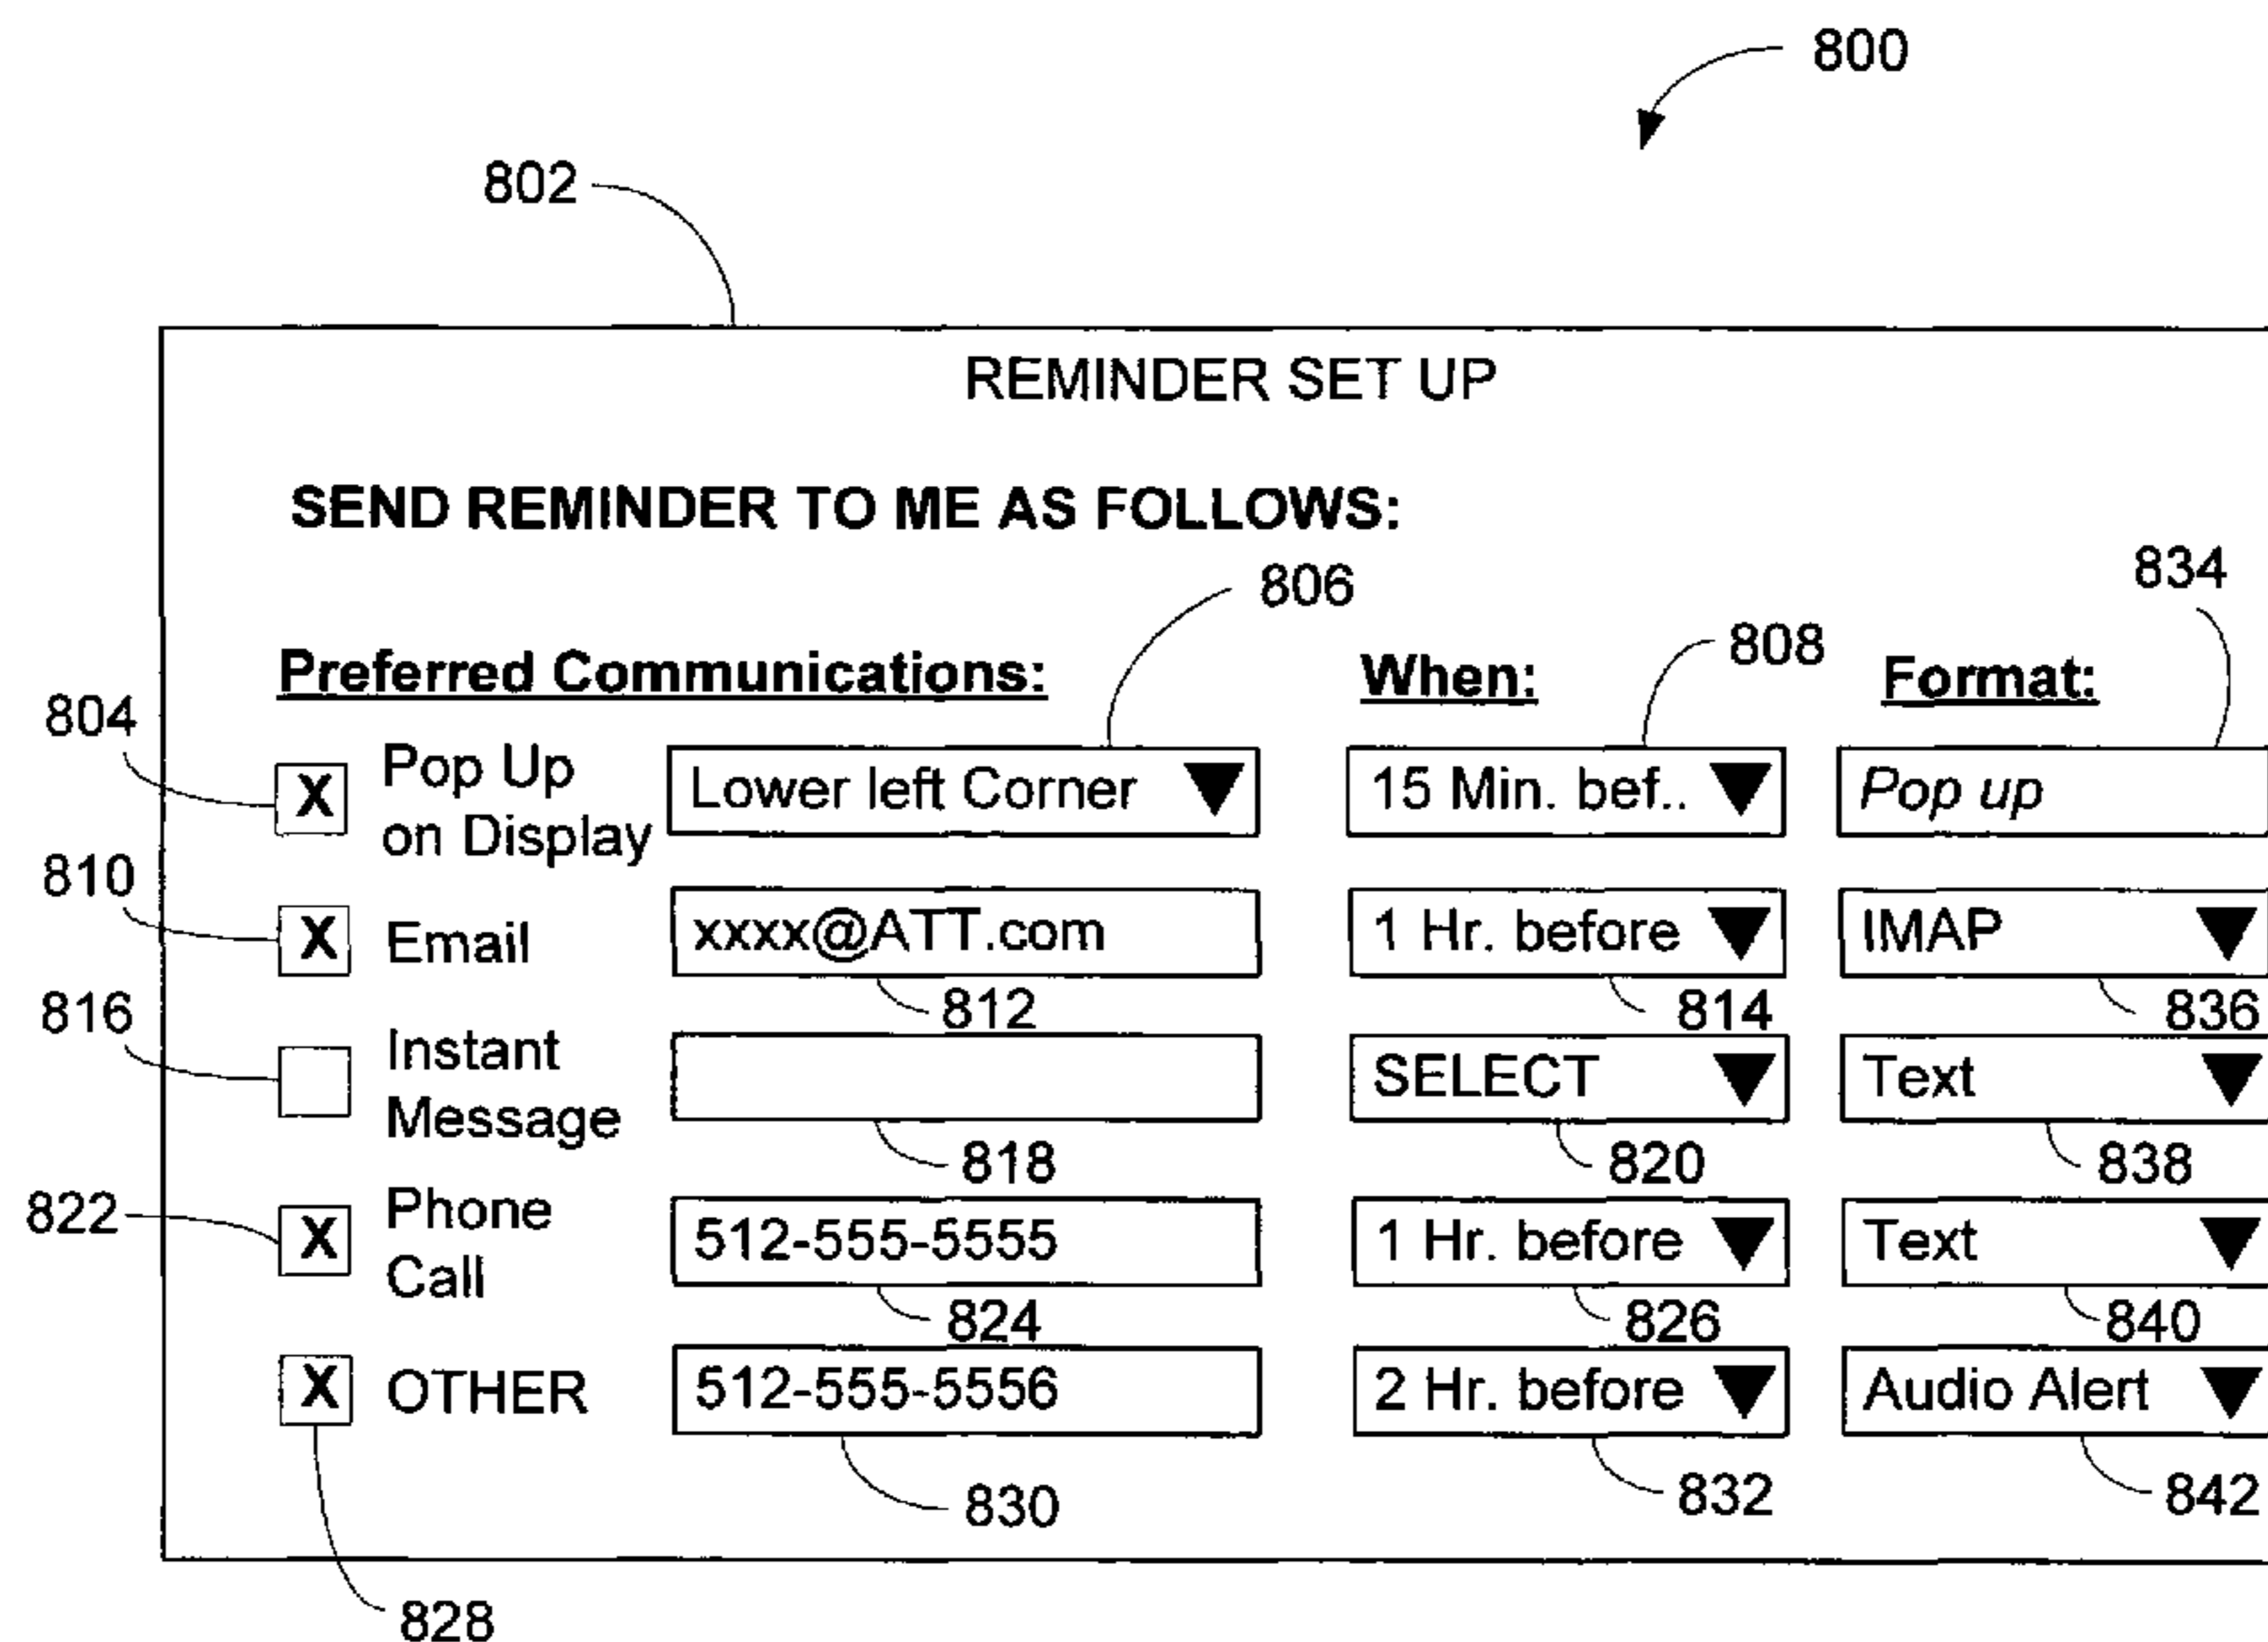 800
802
REMINDER SET UP
SEND REMINDER TO ME AS FOLLOWS:
806
834
808
Preferred Communications:
When:
Format:
804
Pop Up
on Display
X
Lower left Corner
15 Min. bef..
Pop up
810
X
Email
xxxx@ATT.com
1 Hr. before
IMAP
812
814
836
816
Instant
Message
SELECT
Text
818
820
838
822
X
Phone
Call
512-555-5555
1 Hr. before
Text
824
826
840
X
OTHER
512-555-5556
2 Hr. before
Audio Alert
830
832
842
828